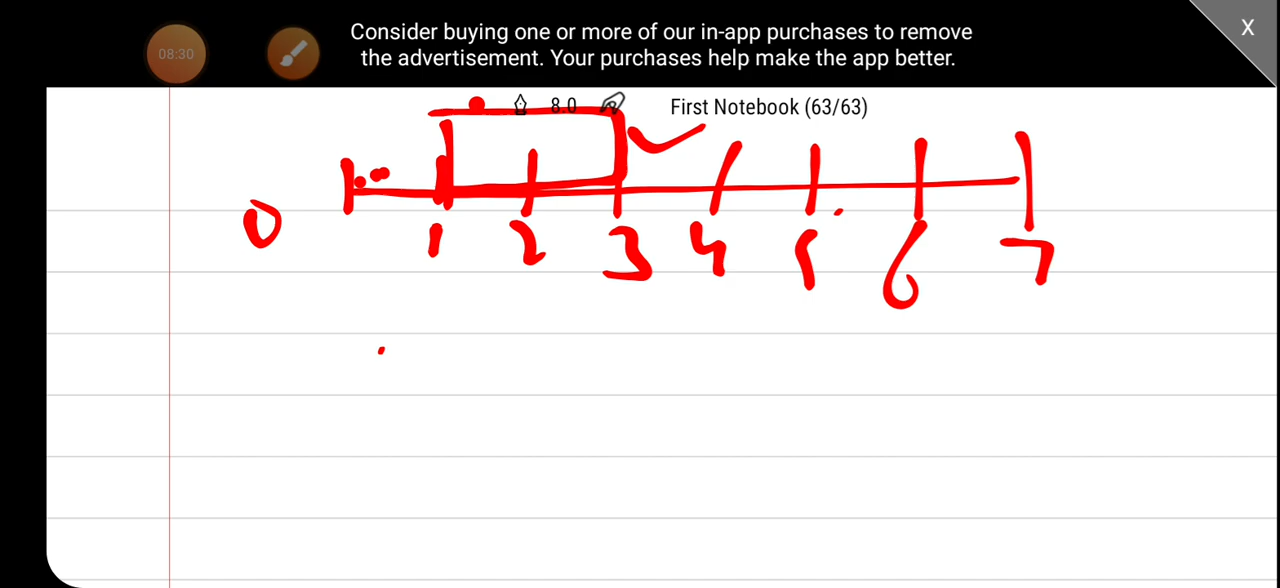 Consider buying one or more of our in-app purchases to remove
the advertisement. Your purchases help make the app better.
X
08:30
8.0
First Notebook (63/63)
0 1 2 3 4 5 6 7